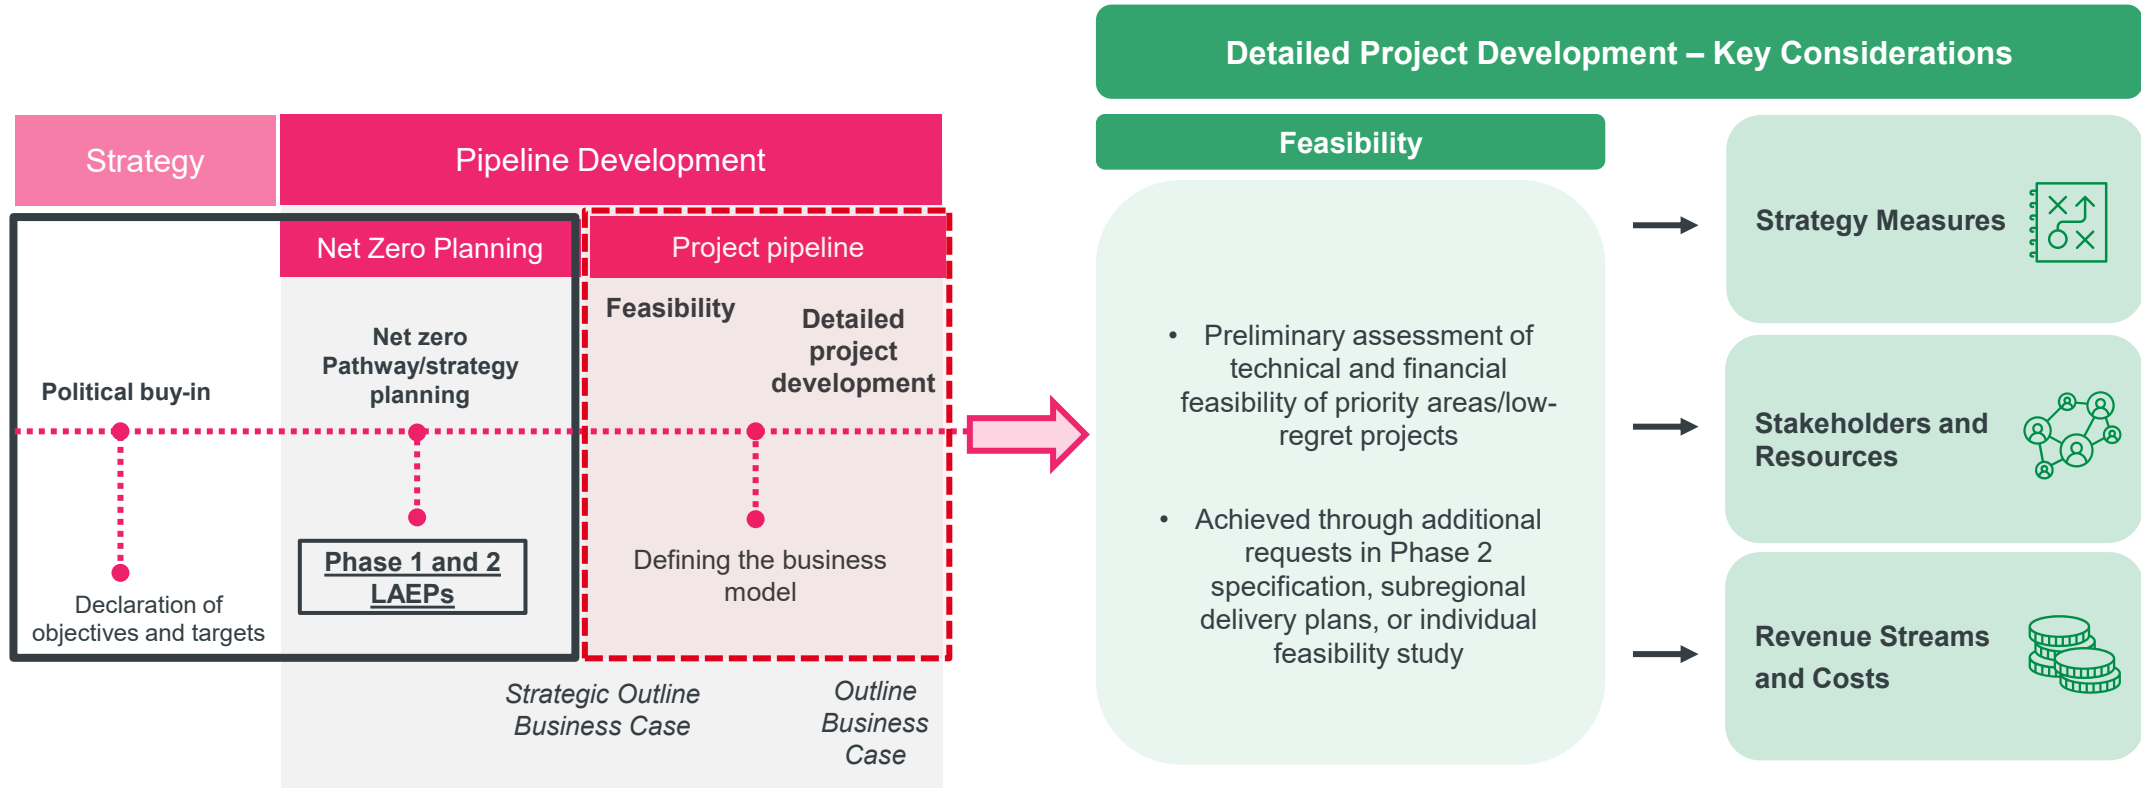 Detailed Project Development – Key Considerations
Strategy
Pipeline Development
Net Zero Planning
Project pipeline
Political buy-in
Net zero
Pathway/strategy
planning
Feasibility
Detailed
project
development
Declaration of
objectives and targets
Phase 1 and 2
LAEPs
Defining the business
model
Strategic Outline
Business Case
Outline
Business
Case
Feasibility
• Preliminary assessment of
technical and financial
feasibility of priority areas/low-
regret projects
• Achieved through additional
requests in Phase 2
specification, subregional
delivery plans, or individual
feasibility study
Strategy Measures
Stakeholders and
Resources
Revenue Streams
and Costs